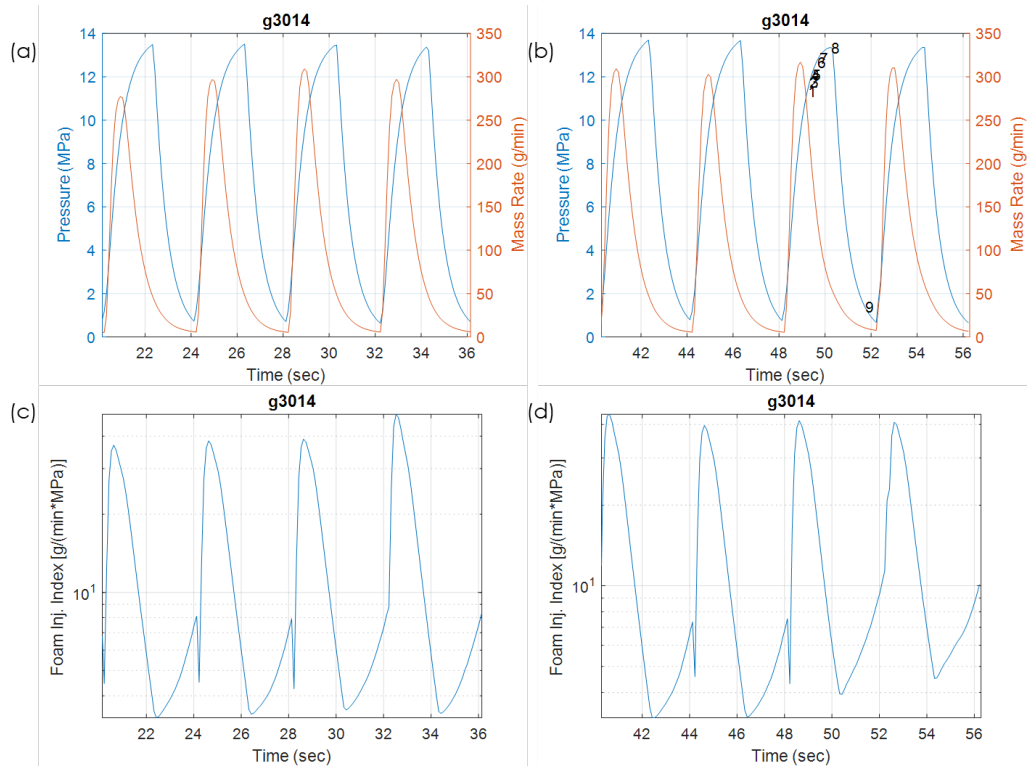 g3014
(a)
Pressure (MPa)
14
12
10
8
6
4
2
0
350
300
250
200
150
100
50
0
Mass Rate (g/min)
22 24 26 28 30 32 34 36
Time (sec)
g3014
(b)
Pressure (MPa)
14
12
10
8
6
4
2
0
8
7
6
1
9
350
300
250
200
150
100
50
0
Mass Rate (g/min)
42 44 46 48 50 52 54 56
Time (sec)
g3014
(c)
Foam Inj. Index [g/(min*MPa)]
10¹
22 24 26 28 30 32 34 36
Time (sec)
g3014
(d)
Foam Inj. Index [g/(min*MPa)]
10¹
42 44 46 48 50 52 54 56
Time (sec)